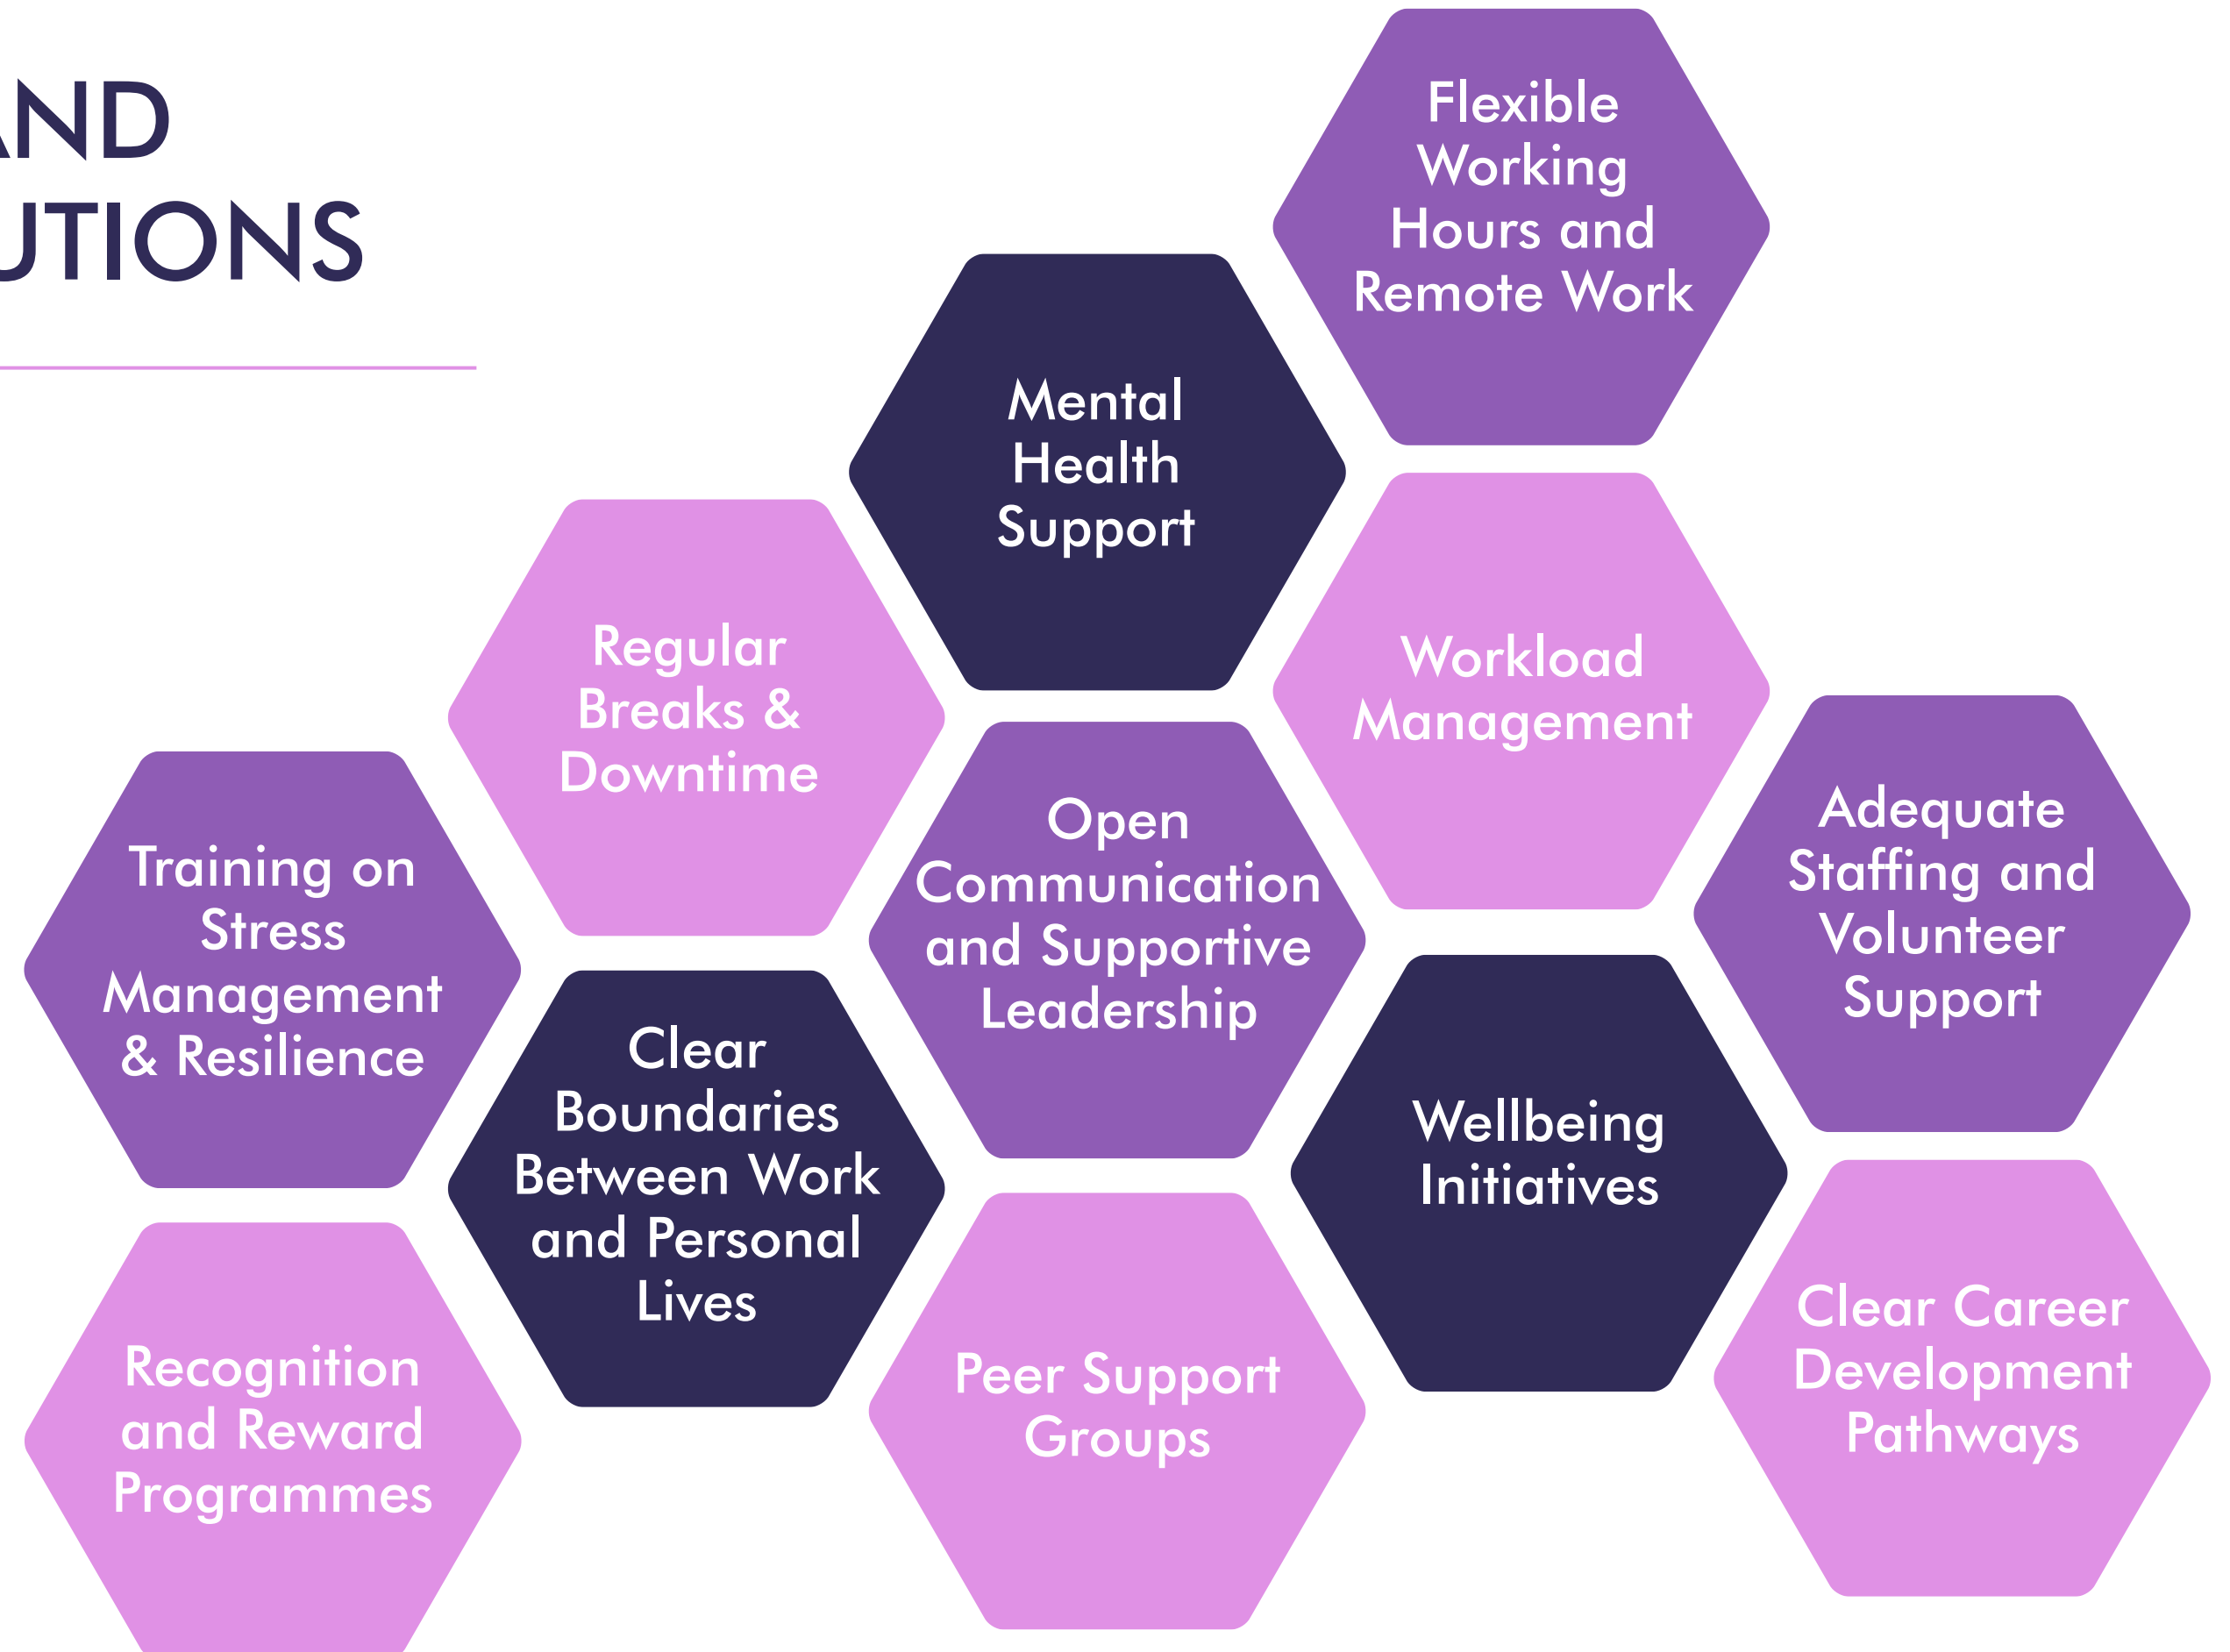 AND
UTIONS
Flexible
Working
Hours and
Remote Work
Mental
Health
Support
Regular
Breaks &
Downtime
Workload
Management
Open
Communication
and Supportive
Leadership
Adequate
Staffing and
Volunteer
Support
Training on
Stress
Management
& Resilience
Clear
Boundaries
Between Work
and Personal
Lives
Wellbeing
Initiatives
Recognition
and Reward
Programmes
Peer Support
Groups
Clear Career
Development
Pathways